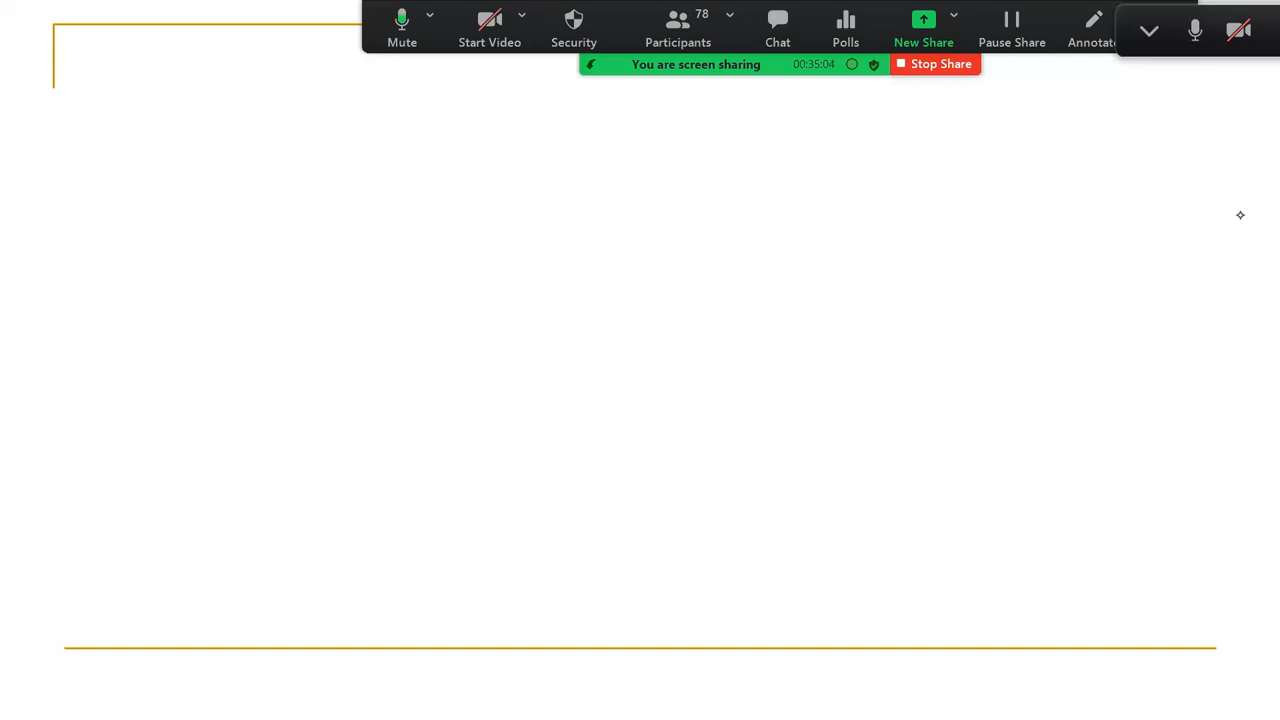 78
Mute Start Video Security Participants Chat Polls New Share Pause Share Annotat
You are screen sharing 00:35:04 Stop Share